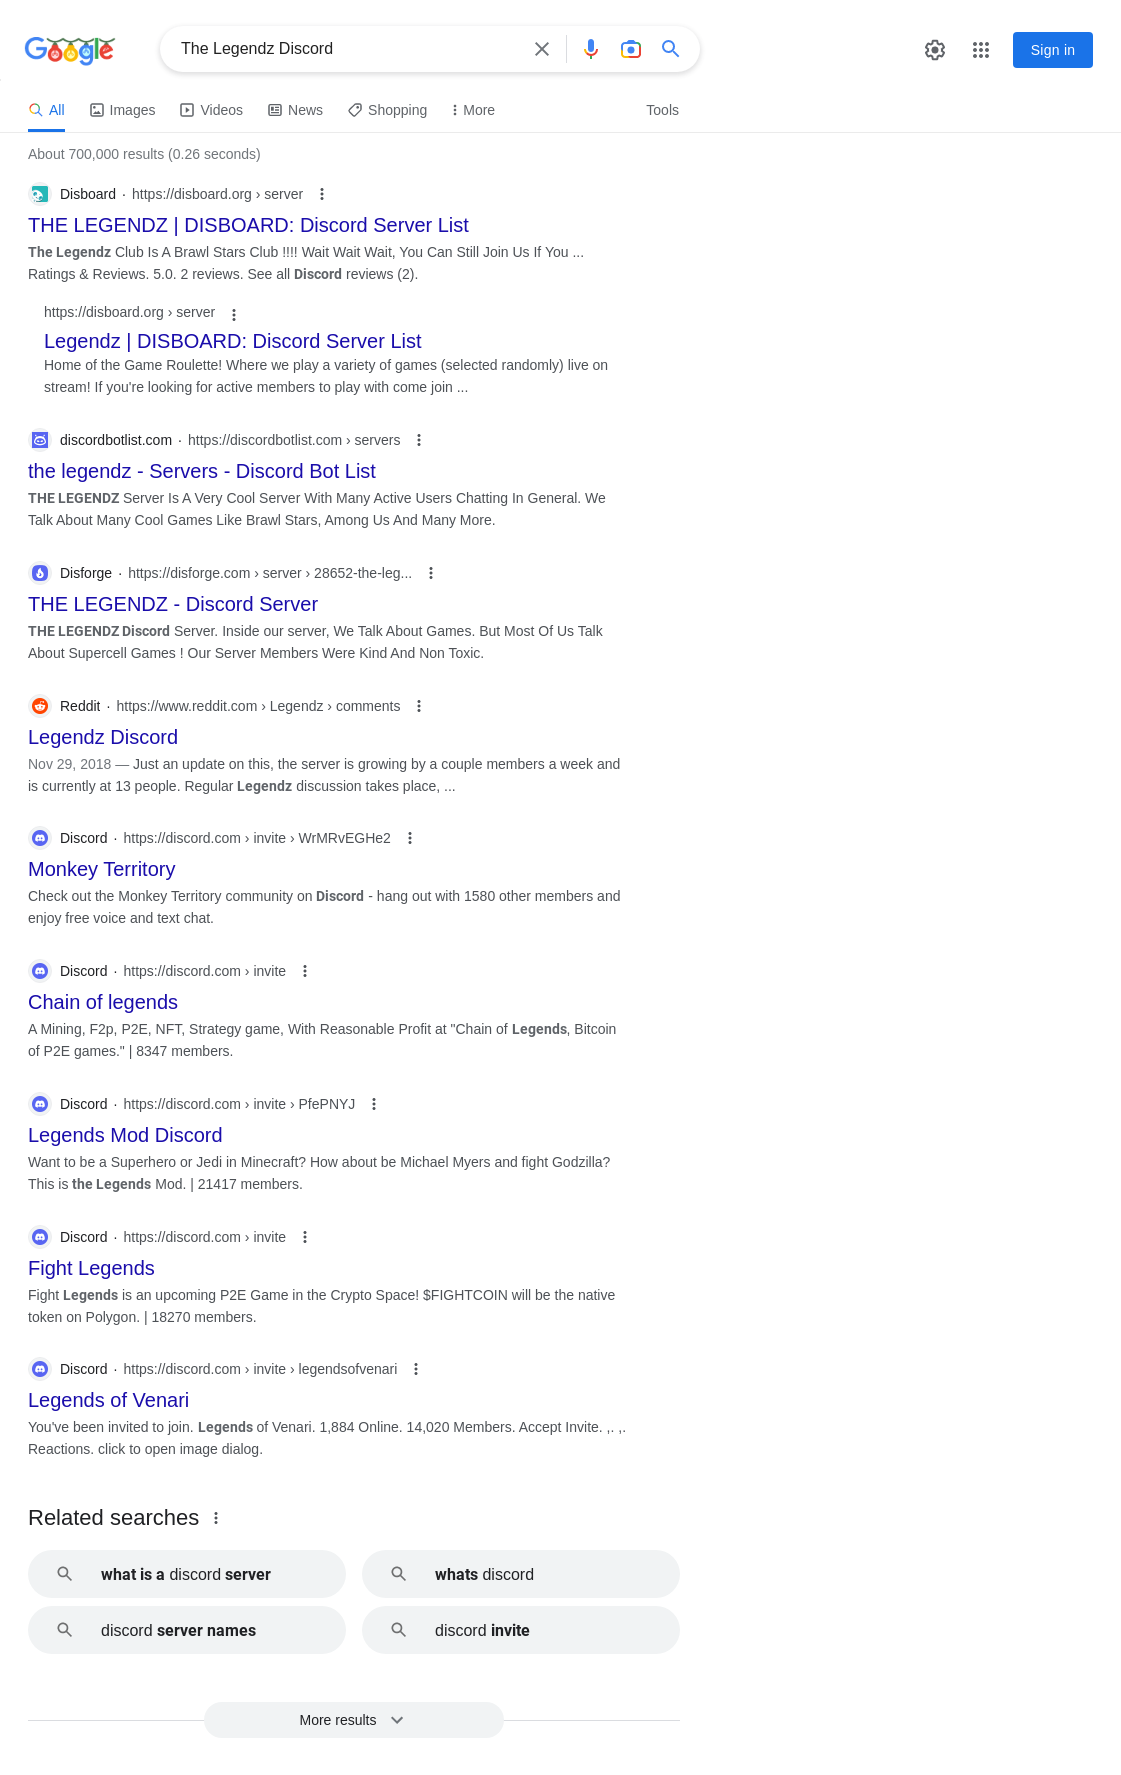 Google
The Legendz Discord
Sign in
All
Images
Videos
News
Shopping
More
Tools
About 700,000 results (0.26 seconds)
Disboard · https://disboard.org › server
THE LEGENDZ | DISBOARD: Discord Server List
The Legendz Club Is A Brawl Stars Club !!!! Wait Wait Wait, You Can Still Join Us If You ...
Ratings & Reviews. 5.0. 2 reviews. See all Discord reviews (2).
https://disboard.org › server
Legendz | DISBOARD: Discord Server List
Home of the Game Roulette! Where we play a variety of games (selected randomly) live on
stream! If you're looking for active members to play with come join ...
discordbotlist.com · https://discordbotlist.com › servers
the legendz - Servers - Discord Bot List
THE LEGENDZ Server Is A Very Cool Server With Many Active Users Chatting In General. We
Talk About Many Cool Games Like Brawl Stars, Among Us And Many More.
Disforge · https://disforge.com › server › 28652-the-leg...
THE LEGENDZ - Discord Server
THE LEGENDZ Discord Server. Inside our server, We Talk About Games. But Most Of Us Talk
About Supercell Games ! Our Server Members Were Kind And Non Toxic.
Reddit · https://www.reddit.com › Legendz › comments
Legendz Discord
Nov 29, 2018 — Just an update on this, the server is growing by a couple members a week and
is currently at 13 people. Regular Legendz discussion takes place, ...
Discord · https://discord.com › invite › WrMRvEGHe2
Monkey Territory
Check out the Monkey Territory community on Discord - hang out with 1580 other members and
enjoy free voice and text chat.
Discord · https://discord.com › invite
Chain of legends
A Mining, F2p, P2E, NFT, Strategy game, With Reasonable Profit at "Chain of Legends, Bitcoin
of P2E games." | 8347 members.
Discord · https://discord.com › invite › PfePNYJ
Legends Mod Discord
Want to be a Superhero or Jedi in Minecraft? How about be Michael Myers and fight Godzilla?
This is the Legends Mod. | 21417 members.
Discord · https://discord.com › invite
Fight Legends
Fight Legends is an upcoming P2E Game in the Crypto Space! $FIGHTCOIN will be the native
token on Polygon. | 18270 members.
Discord · https://discord.com › invite › legendsofvenari
Legends of Venari
You've been invited to join. Legends of Venari. 1,884 Online. 14,020 Members. Accept Invite. ,. ,.
Reactions. click to open image dialog.
Related searches
what is a discord server
whats discord
discord server names
discord invite
More results